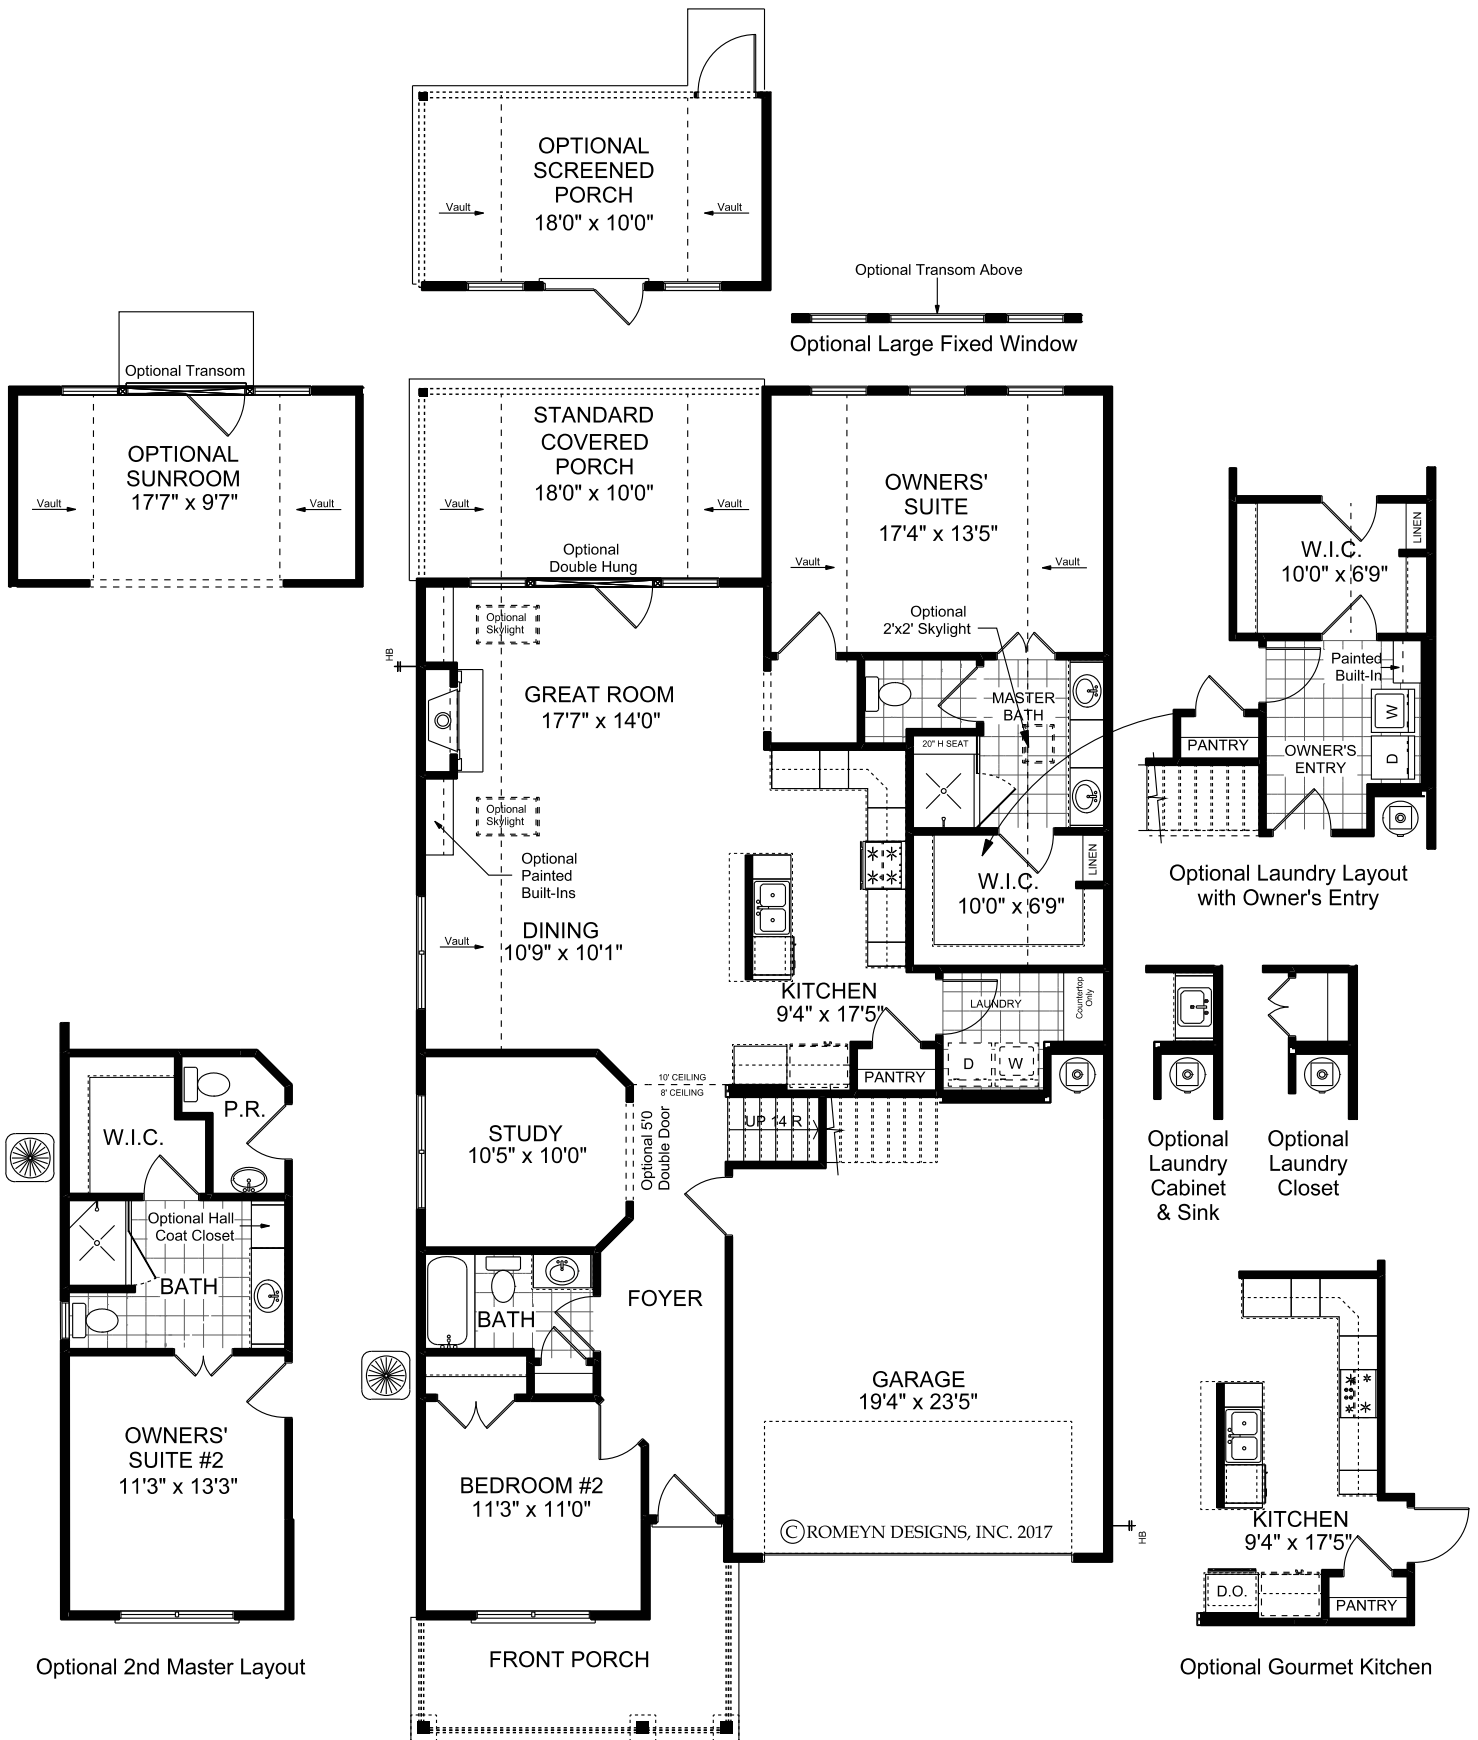 OPTIONAL
SCREENED
PORCH
18'0" x 10'0"
Vault
Vault
Optional Transom Above
Optional Large Fixed Window
Optional Transom
OPTIONAL
SUNROOM
17'7" x 9'7"
Vault
Vault
STANDARD
COVERED
PORCH
18'0" x 10'0"
Vault
Vault
Optional
Double Hung
OWNERS'
SUITE
17'4" x 13'5"
Vault
Vault
Optional
2'x2' Skylight
Optional
Skylight
HB
GREAT ROOM
17'7" x 14'0"
MASTER
BATH
20" H SEAT
Optional
Skylight
Optional
Painted
Built-Ins
DINING
10'9" x 10'1"
Vault
W.I.C.
10'0" x 6'9"
LINEN
KITCHEN
9'4" x 17'5"
LAUNDRY
Countertop
Only
D
W
PANTRY
10' CEILING
8' CEILING
UP 14 R
STUDY
10'5" x 10'0"
Optional 5'0
Double Door
BATH
FOYER
GARAGE
19'4" x 23'5"
BEDROOM #2
11'3" x 11'0"
©ROMEYN DESIGNS, INC. 2017
HB
FRONT PORCH
W.I.C.
10'0" x 6'9"
LINEN
Painted
Built-In
W
D
PANTRY
OWNER'S
ENTRY
Optional Laundry Layout
with Owner's Entry
Optional
Laundry
Cabinet
& Sink
Optional
Laundry
Closet
P.R.
W.I.C.
Optional Hall
Coat Closet
BATH
OWNERS'
SUITE #2
11'3" x 13'3"
Optional 2nd Master Layout
KITCHEN
9'4" x 17'5"
D.O.
PANTRY
Optional Gourmet Kitchen